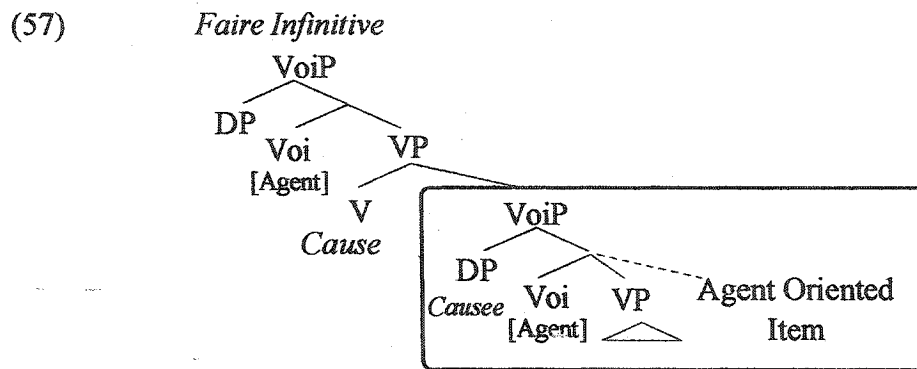 (57) Faire Infinitive
VoiP
DP
Voi VP
[Agent]
V VoiP
Cause
DP
Causee Voi VP Agent Oriented
[Agent] Item